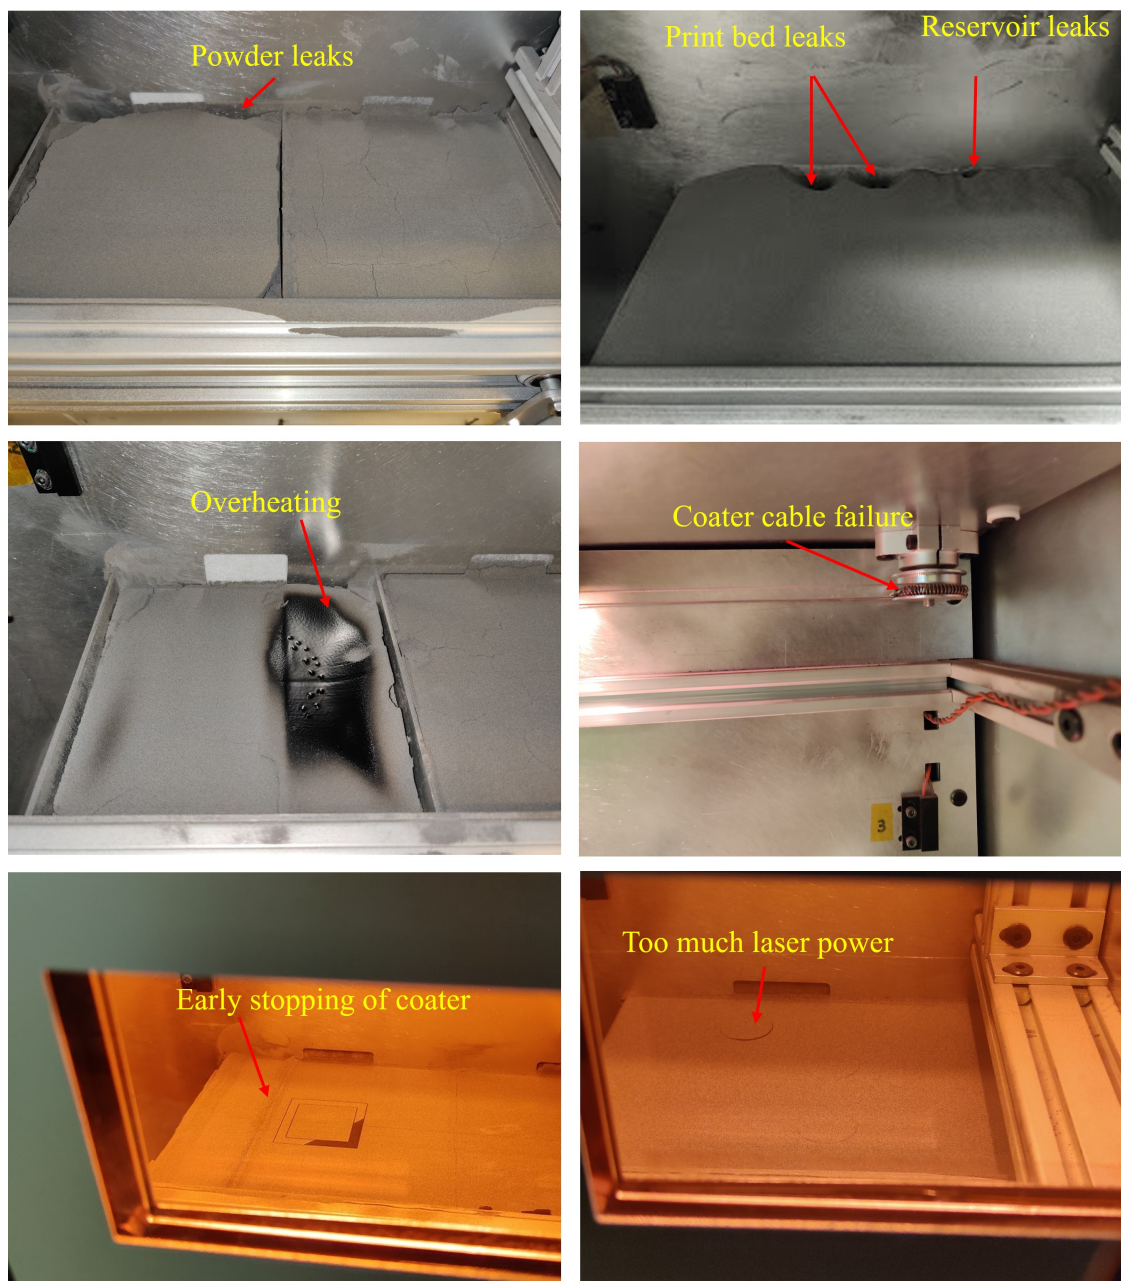 Powder leaks
Print bed leaks
Reservoir leaks
Overheating
Coater cable failure
3
Early stopping of coater
Too much laser power